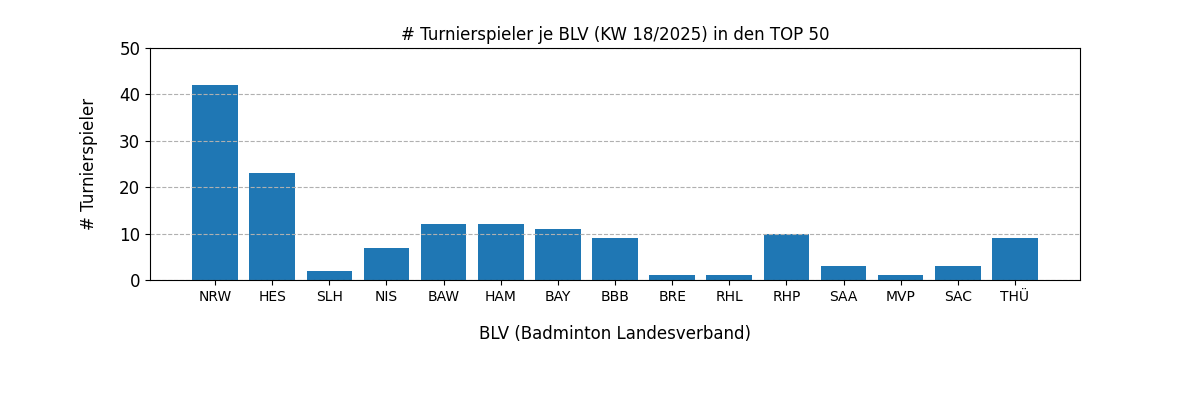 # Turnierspieler je BLV (KW 18/2025) in den TOP 50
50
40
30
20
10
0
# Turnierspieler
NRW HES SLH NIS BAW HAM BAY BBB BRE RHL RHP SAA MVP SAC THÜ
BLV (Badminton Landesverband)